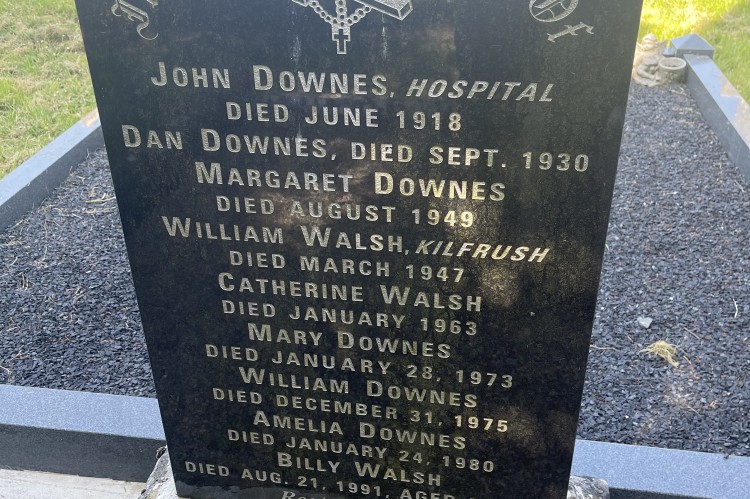 JOHN DOWNES, HOSPITAL
DIED JUNE 1918
DAN DOWNES, DIED SEPT. 1930
MARGARET DOWNES
DIED AUGUST 1949
WILLIAM WALSH, KILFRUSH
DIED MARCH 1947
CATHERINE WALSH
DIED JANUARY 1963
MARY DOWNES
DIED JANUARY 28, 1973
WILLIAM DOWNES
DIED DECEMBER 31, 1975
AMELIA DOWNES
DIED JANUARY 24, 1980
BILLY WALSH
DIED AUG. 21, 1991, AGED